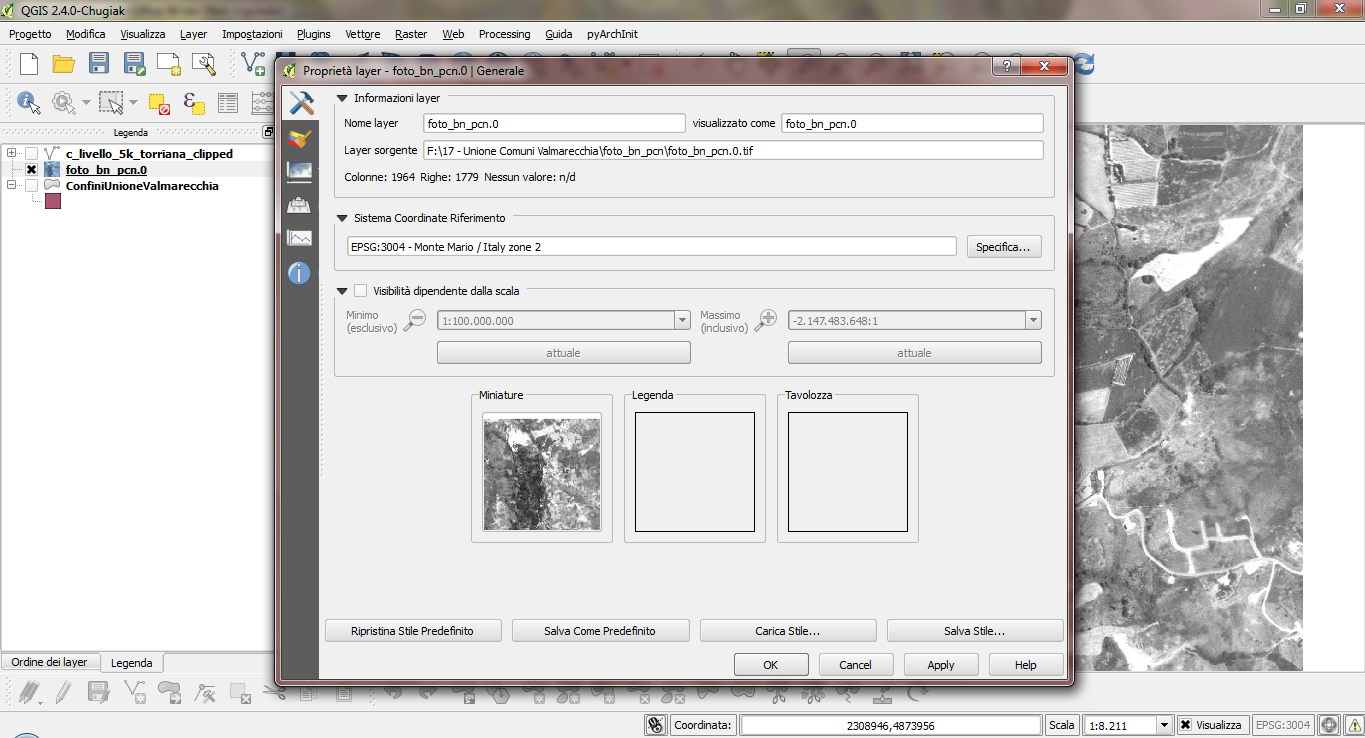 QGIS 2.4.0-Chugiak
Progetto Modifica Visualizza Layer Impostazioni Plugins Vettore Raster Web Processing Guida pyArchInit
Legenda
c_livello_5k_torriana_clipped
foto_bn_pcn.0
ConfiniUnioneValmarecchia
Ordine dei layer Legenda
Proprietà layer - foto_bn_pcn.0 | Generale
Informazioni layer
Nome layer foto_bn_pcn.0 visualizzato come foto_bn_pcn.0
Layer sorgente F:\17 - Unione Comuni Valmarecchia\foto_bn_pcn\foto_bn_pcn.0.tif
Colonne: 1964 Righe: 1779 Nessun valore: n/d
Sistema Coordinate Riferimento
EPSG:3004 - Monte Mario / Italy zone 2 Specifica...
Visibilità dipendente dalla scala
Minimo (esclusivo) 1:100.000.000 Massimo (inclusivo) -2.147.483.648:1
attuale attuale
Miniature Legenda Tavolozza
Ripristina Stile Predefinito Salva Come Predefinito Carica Stile... Salva Stile...
OK Cancel Apply Help
Coordinata: 2308946,4873956 Scala 1:8.211 Visualizza EPSG:3004